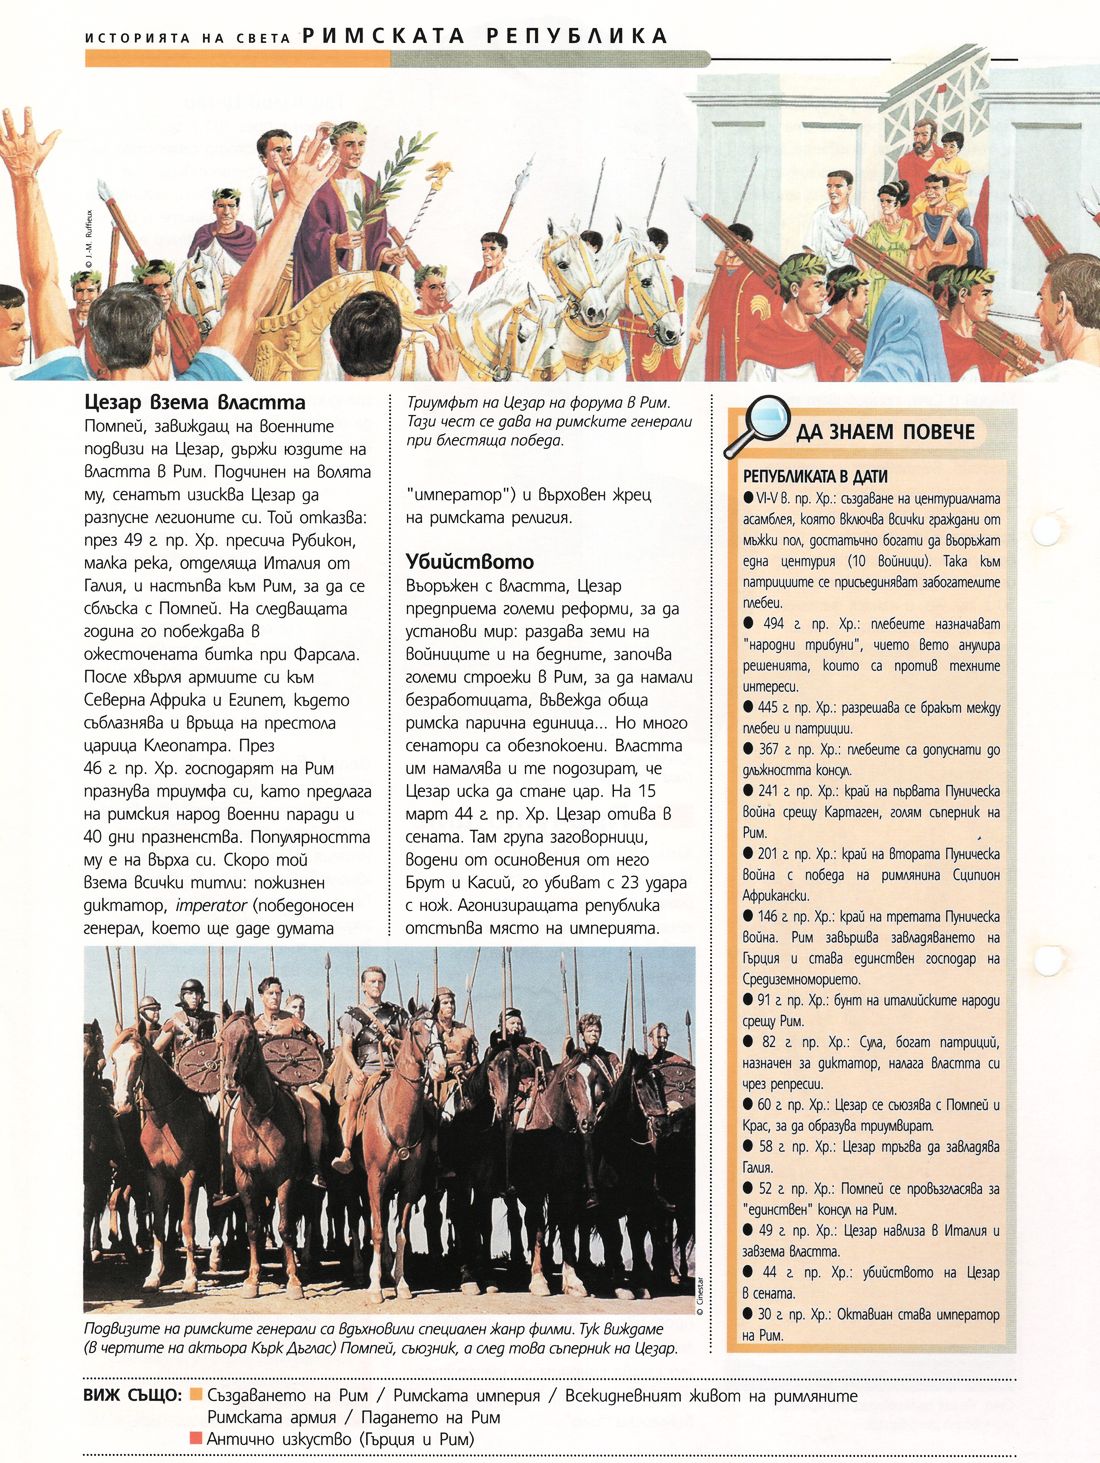 ИСТОРИЯТА НА СВЕТА РИМСКАТА РЕПУБЛИКА
© J.-M. Ruffieux
Цезар взема властта
Помпей, завиждащ на военните
подвизи на Цезар, държи юздите на
властта в Рим. Подчинен на волята
му, сенатът изисква Цезар да
разпусне легионите си. Той отказва:
през 49 г. пр. Хр. пресича Рубикон,
малка река, отделяща Италия от
Галия, и настъпва към Рим, за да се
сблъска с Помпей. На следващата
година го побеждава в
ожесточената битка при Фарсала.
После хвърля армиите си към
Северна Африка и Египет, където
съблазнява и връща на престола
царица Клеопатра. През
46 г. пр. Хр. господарят на Рим
празнува триумфа си, като предлага
на римския народ военни паради и
40 дни празненства. Популярността
му е на върха си. Скоро той
взема всички титли: пожизнен
диктатор, imperator (победоносен
генерал, което ще даде думата
Триумфът на Цезар на форума в Рим.
Тази чест се дава на римските генерали
при блестяща победа.
"император") и върховен жрец
на римската религия.
Убийството
Въоръжен с властта, Цезар
предприема големи реформи, за да
установи мир: раздава земи на
войниците и на бедните, започва
големи строежи в Рим, за да намали
безработицата, въвежда обща
римска парична единица... Но много
сенатори са обезпокоени. Властта
им намалява и те подозират, че
Цезар иска да стане цар. На 15
март 44 г. пр. Хр. Цезар отива в
сената. Там група заговорници,
водени от осиновения от него
Брут и Касий, го убиват с 23 удара
с нож. Агонизиращата република
отстъпва място на империята.
ДА ЗНАЕМ ПОВЕЧЕ
РЕПУБЛИКАТА В ДАТИ
● VI-V в. пр. Хр.: създаване на центуриалната
асамблея, която включва всички граждани от
мъжки пол, достатъчно богати да въоръжат
една центурия (10 войници). Така към
патрициите се присъединяват забогателите
плебеи.
● 494 г. пр. Хр.: плебеите назначават
"народни трибуни", чието вето анулира
решенията, които са против техните
интереси.
● 445 г. пр. Хр.: разрешава се бракът между
плебеи и патриции.
● 367 г. пр. Хр.: плебеите са допуснати до
длъжността консул.
● 241 г. пр. Хр.: край на първата Пуническа
война срещу Картаген, голям съперник на
Рим.
● 201 г. пр. Хр.: край на втората Пуническа
война с победа на римлянина Сципион
Африкански.
● 146 г. пр. Хр.: край на третата Пуническа
война. Рим завършва завладяването на
Гърция и става единствен господар на
Средиземноморието.
● 91 г. пр. Хр.: бунт на италийските народи
срещу Рим.
● 82 г. пр. Хр.: Сула, богат патриций,
назначен за диктатор, налага властта си
чрез репресии.
● 60 г. пр. Хр.: Цезар се съюзява с Помпей и
Крас, за да образува триумвират.
● 58 г. пр. Хр.: Цезар тръгва да завладява
Галия.
● 52 г. пр. Хр.: Помпей се провъзгласява за
"единствен" консул на Рим.
● 49 г. пр. Хр.: Цезар навлиза в Италия и
завзема властта.
● 44 г. пр. Хр.: убийството на Цезар
в сената.
● 30 г. пр. Хр.: Октавиан става император
на Рим.
© Cinestar
Подвизите на римските генерали са вдъхновили специален жанр филми. Тук виждаме
(в чертите на актьора Кърк Дъглас) Помпей, съюзник, а след това съперник на Цезар.
ВИЖ СЪЩО: Създаването на Рим / Римската империя / Всекидневният живот на римляните
Римската армия / Падането на Рим
Антично изкуство (Гърция и Рим)